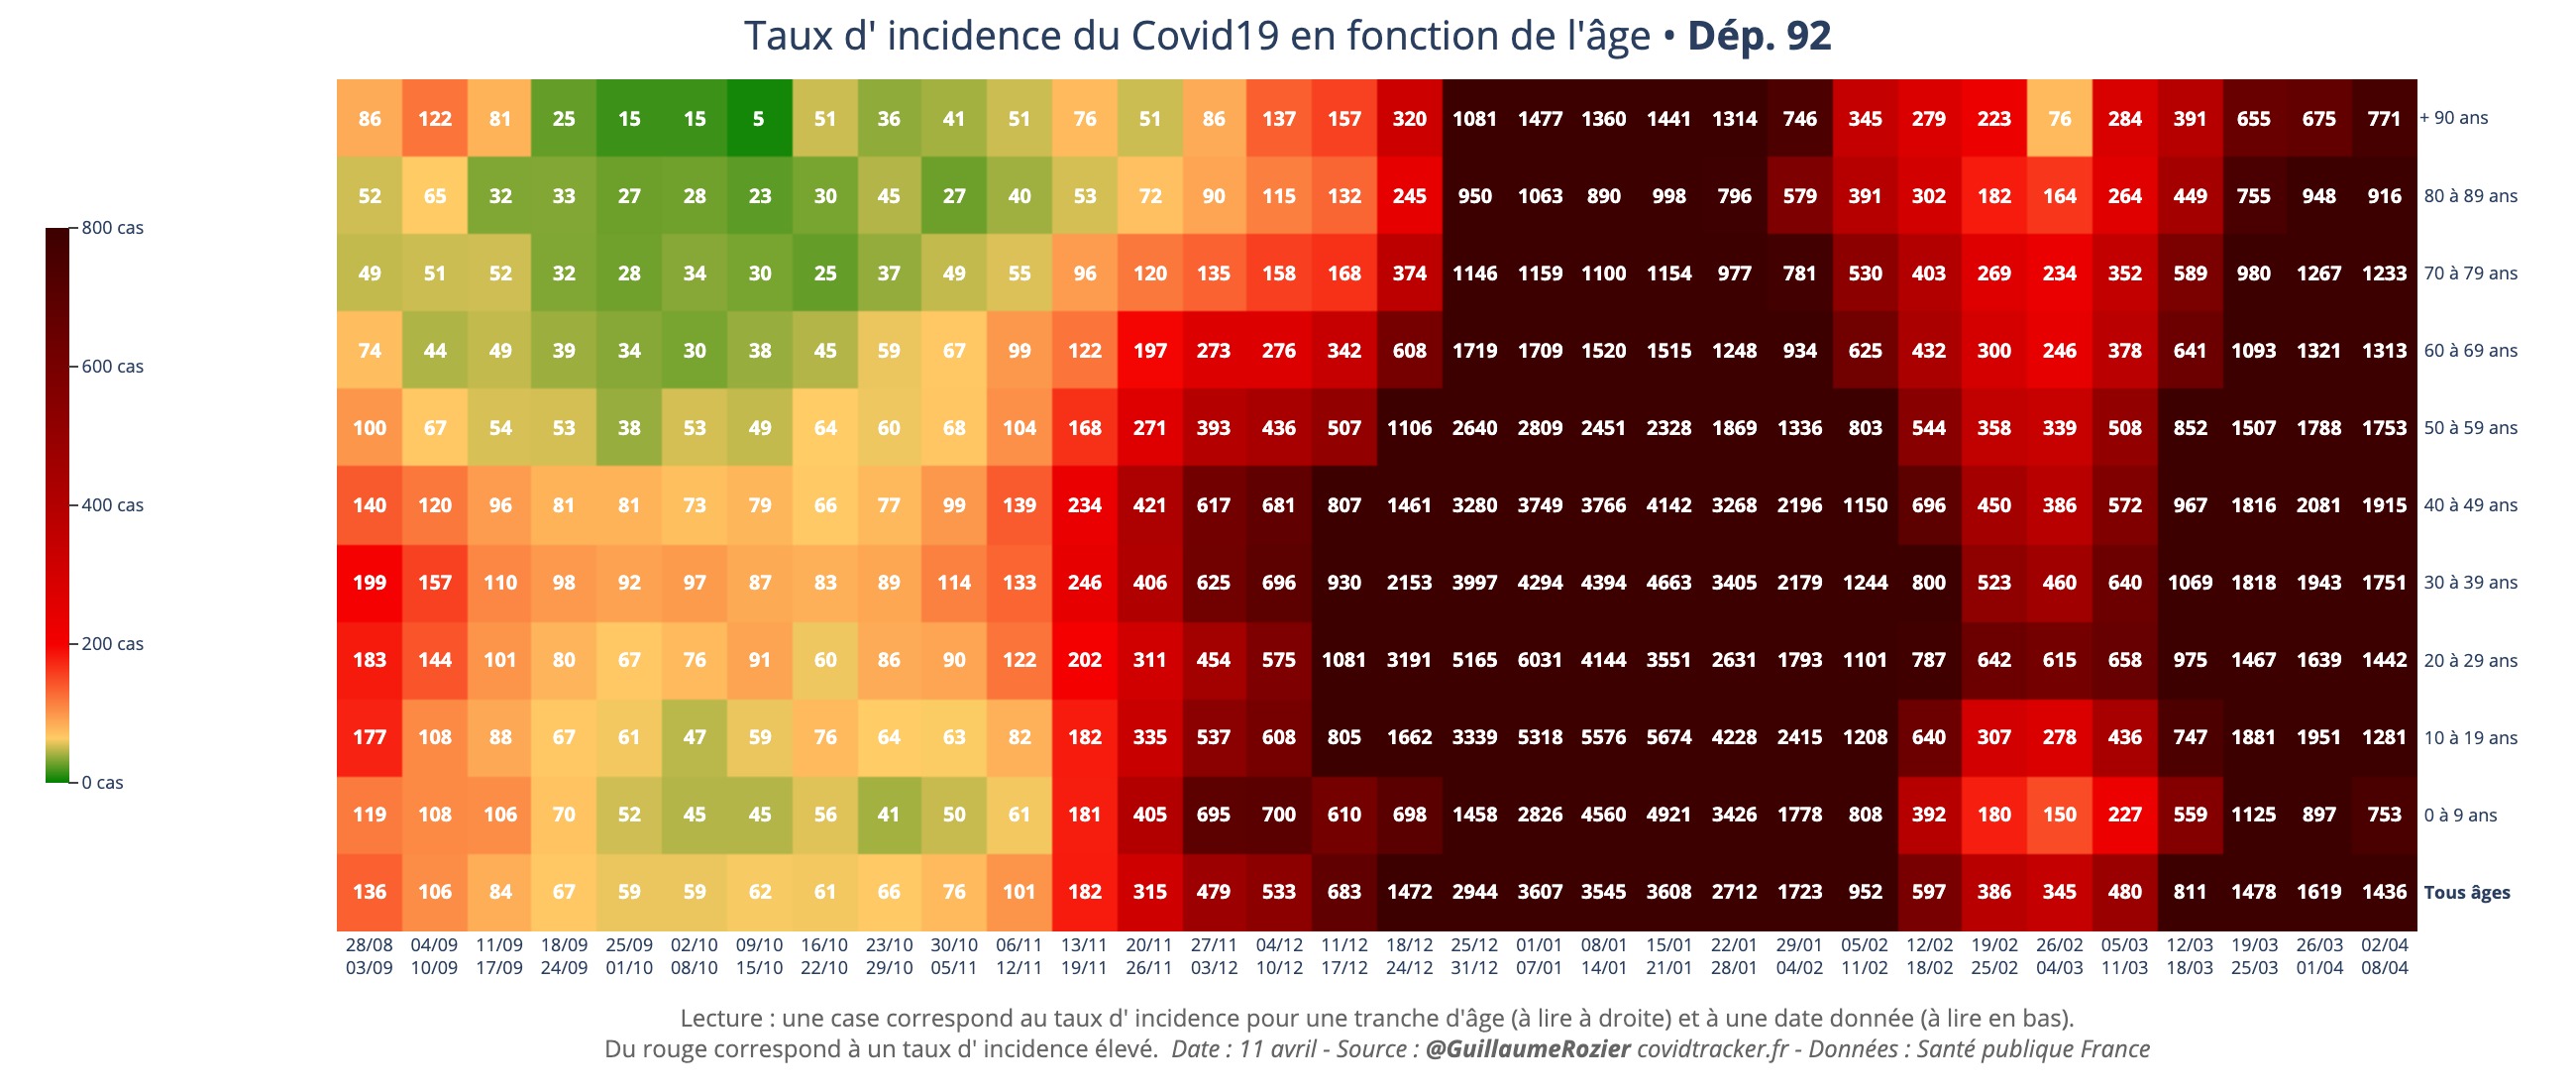 Taux d' incidence du Covid19 en fonction de l'âge • Dép. 92
800 cas
600 cas
400 cas
200 cas
0 cas
86 122 81 25 15 15 5 51 36 41 51 76 51 86 137 157 320 1081 1477 1360 1441 1314 746 345 279 223 76 284 391 655 675 771 + 90 ans
52 65 32 33 27 28 23 30 45 27 40 53 72 90 115 132 245 950 1063 890 998 796 579 391 302 182 164 264 449 755 948 916 80 à 89 ans
49 51 52 32 28 34 30 25 37 49 55 96 120 135 158 168 374 1146 1159 1100 1154 977 781 530 403 269 234 352 589 980 1267 1233 70 à 79 ans
74 44 49 39 34 30 38 45 59 67 99 122 197 273 276 342 608 1719 1709 1520 1515 1248 934 625 432 300 246 378 641 1093 1321 1313 60 à 69 ans
100 67 54 53 38 53 49 64 60 68 104 168 271 393 436 507 1106 2640 2809 2451 2328 1869 1336 803 544 358 339 508 852 1507 1788 1753 50 à 59 ans
140 120 96 81 81 73 79 66 77 99 139 234 421 617 681 807 1461 3280 3749 3766 4142 3268 2196 1150 696 450 386 572 967 1816 2081 1915 40 à 49 ans
199 157 110 98 92 97 87 83 89 114 133 246 406 625 696 930 2153 3997 4294 4394 4663 3405 2179 1244 800 523 460 640 1069 1818 1943 1751 30 à 39 ans
183 144 101 80 67 76 91 60 86 90 122 202 311 454 575 1081 3191 5165 6031 4144 3551 2631 1793 1101 787 642 615 658 975 1467 1639 1442 20 à 29 ans
177 108 88 67 61 47 59 76 64 63 82 182 335 537 608 805 1662 3339 5318 5576 5674 4228 2415 1208 640 307 278 436 747 1881 1951 1281 10 à 19 ans
119 108 106 70 52 45 45 56 41 50 61 181 405 695 700 610 698 1458 2826 4560 4921 3426 1778 808 392 180 150 227 559 1125 897 753 0 à 9 ans
136 106 84 67 59 59 62 61 66 76 101 182 315 479 533 683 1472 2944 3607 3545 3608 2712 1723 952 597 386 345 480 811 1478 1619 1436 Tous âges
28/08 04/09 11/09 18/09 25/09 02/10 09/10 16/10 23/10 30/10 06/11 13/11 20/11 27/11 04/12 11/12 18/12 25/12 01/01 08/01 15/01 22/01 29/01 05/02 12/02 19/02 26/02 05/03 12/03 19/03 26/03 02/04
03/09 10/09 17/09 24/09 01/10 08/10 15/10 22/10 29/10 05/11 12/11 19/11 26/11 03/12 10/12 17/12 24/12 31/12 07/01 14/01 21/01 28/01 04/02 11/02 18/02 25/02 04/03 11/03 18/03 25/03 01/04 08/04
Lecture : une case correspond au taux d' incidence pour une tranche d'âge (à lire à droite) et à une date donnée (à lire en bas).
Du rouge correspond à un taux d' incidence élevé. Date : 11 avril - Source : @GuillaumeRozier covidtracker.fr - Données : Santé publique France